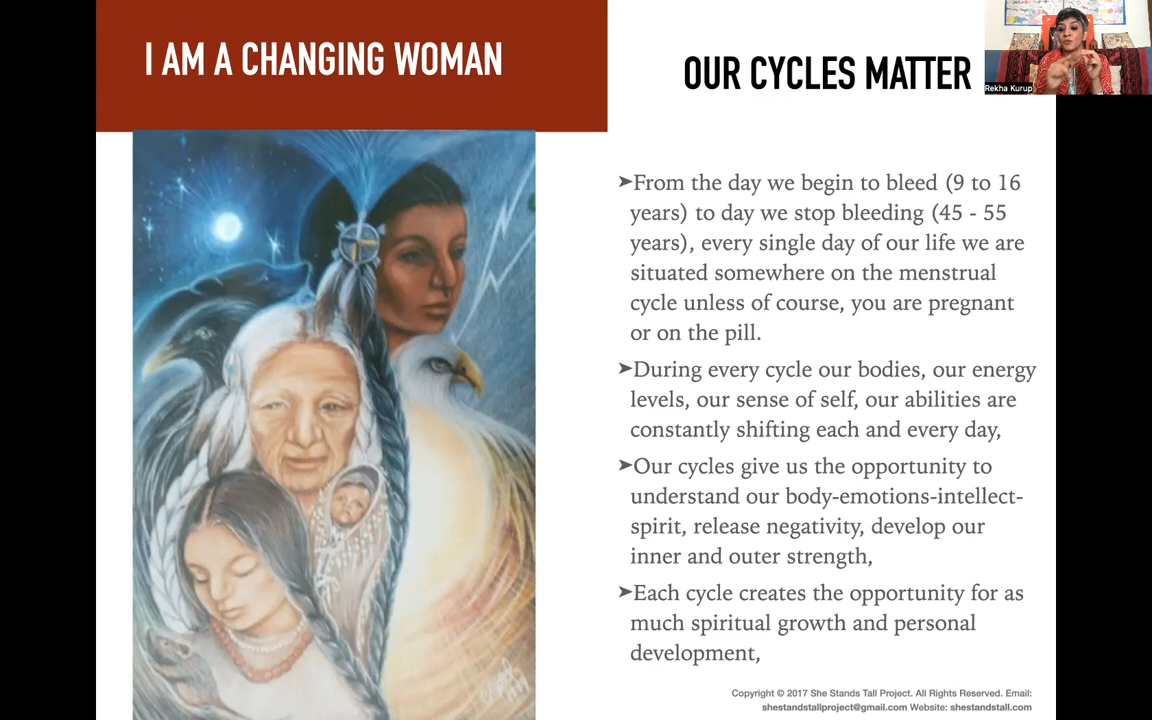 I AM A CHANGING WOMAN
OUR CYCLES MATTER
Rekha Kurup
➤From the day we begin to bleed (9 to 16
years) to day we stop bleeding (45 - 55
years), every single day of our life we are
situated somewhere on the menstrual
cycle unless of course, you are pregnant
or on the pill.
➤During every cycle our bodies, our energy
levels, our sense of self, our abilities are
constantly shifting each and every day,
➤Our cycles give us the opportunity to
understand our body-emotions-intellect-
spirit, release negativity, develop our
inner and outer strength,
➤Each cycle creates the opportunity for as
much spiritual growth and personal
development,
Copyright © 2017 She Stands Tall Project. All Rights Reserved. Email:
shestandstallproject@gmail.com Website: shestandstall.com